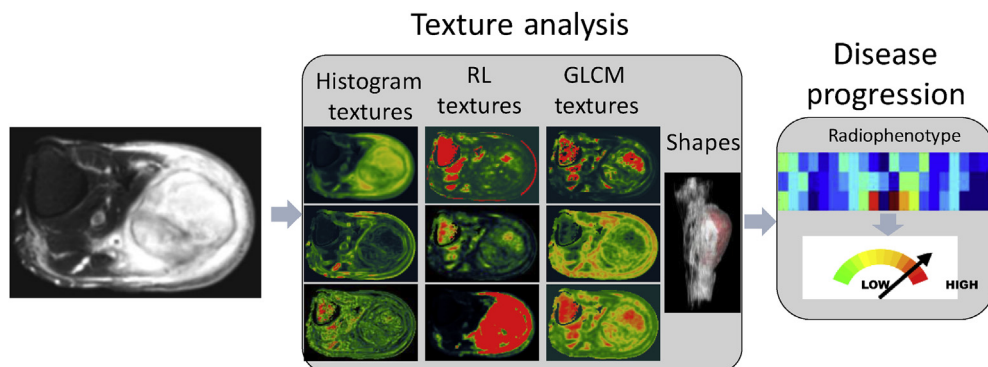 Texture analysis
Histogram
textures
RL
textures
GLCM
textures
Shapes
Disease
progression
Radiophenotype
LOW
HIGH